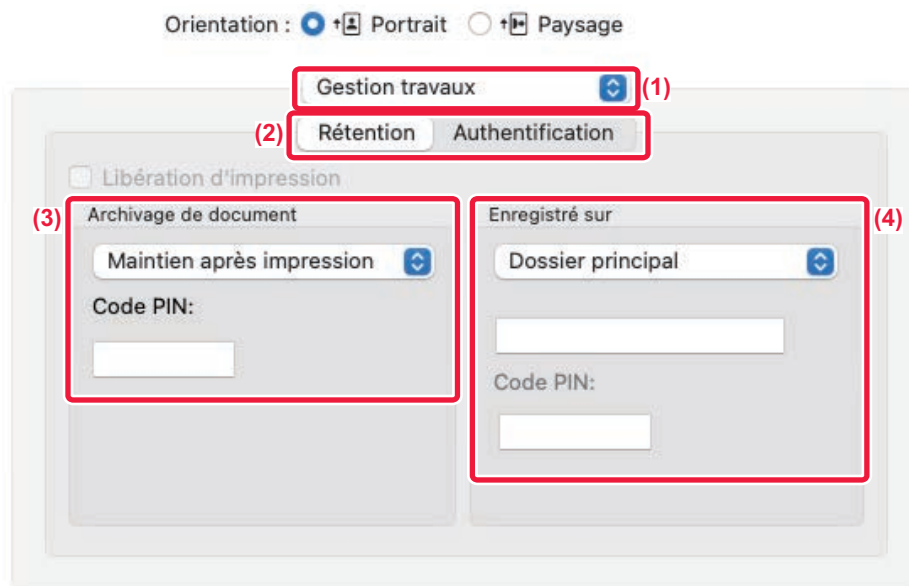 Orientation : Portrait Paysage
Gestion travaux (1)
(2) Rétention Authentification
Libération d'impression
(3) Archivage de document
Maintien après impression
Code PIN:
Enregistré sur (4)
Dossier principal
Code PIN: